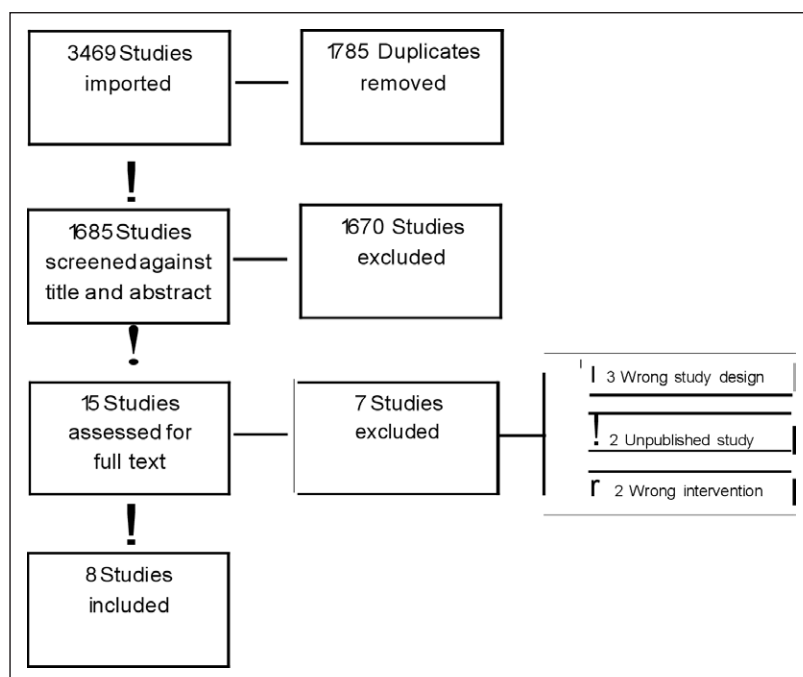 3469 Studies
imported
1785 Duplicates
removed
!
1685 Studies
screened against
title and abstract
1670 Studies
excluded
!
15 Studies
assessed for
full text
7 Studies
excluded
3 Wrong study design
! 2 Unpublished study
r 2 Wrong intervention
!
8 Studies
included